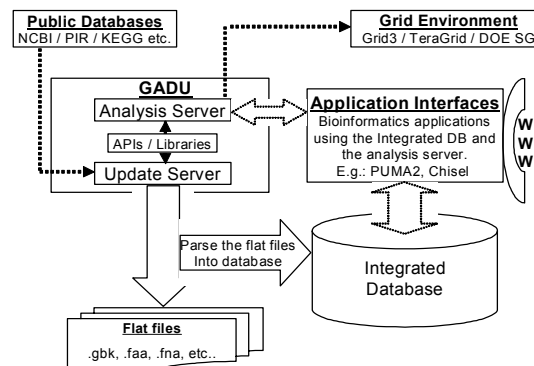 Public Databases
NCBI / PIR / KEGG etc.
Grid Environment
Grid3 / TeraGrid / DOE SG
GADU
Analysis Server
APIs / Libraries
Update Server
Application Interfaces
Bioinformatics applications
using the Integrated DB and
the analysis server.
E.g.: PUMA2, Chisel
W
W
W
Parse the flat files
Into database
Integrated
Database
Flat files
.gbk, .faa, .fna, etc..